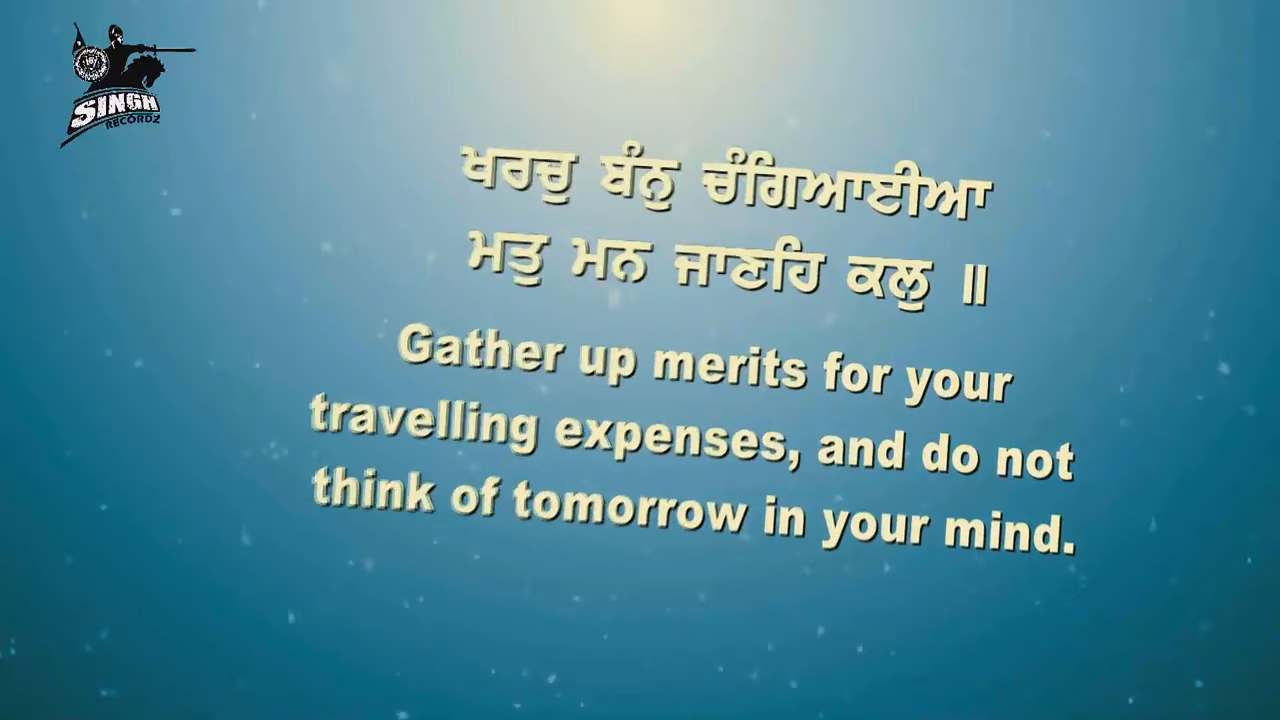 SINGH
RECORDZ
ਖਰਚੁ ਬੰਨੁ ਚੰਗਿਆਈਆ
ਮਤੁ ਮਨ ਜਾਣਹਿ ਕਲੁ ॥
Gather up merits for your
travelling expenses, and do not
think of tomorrow in your mind.